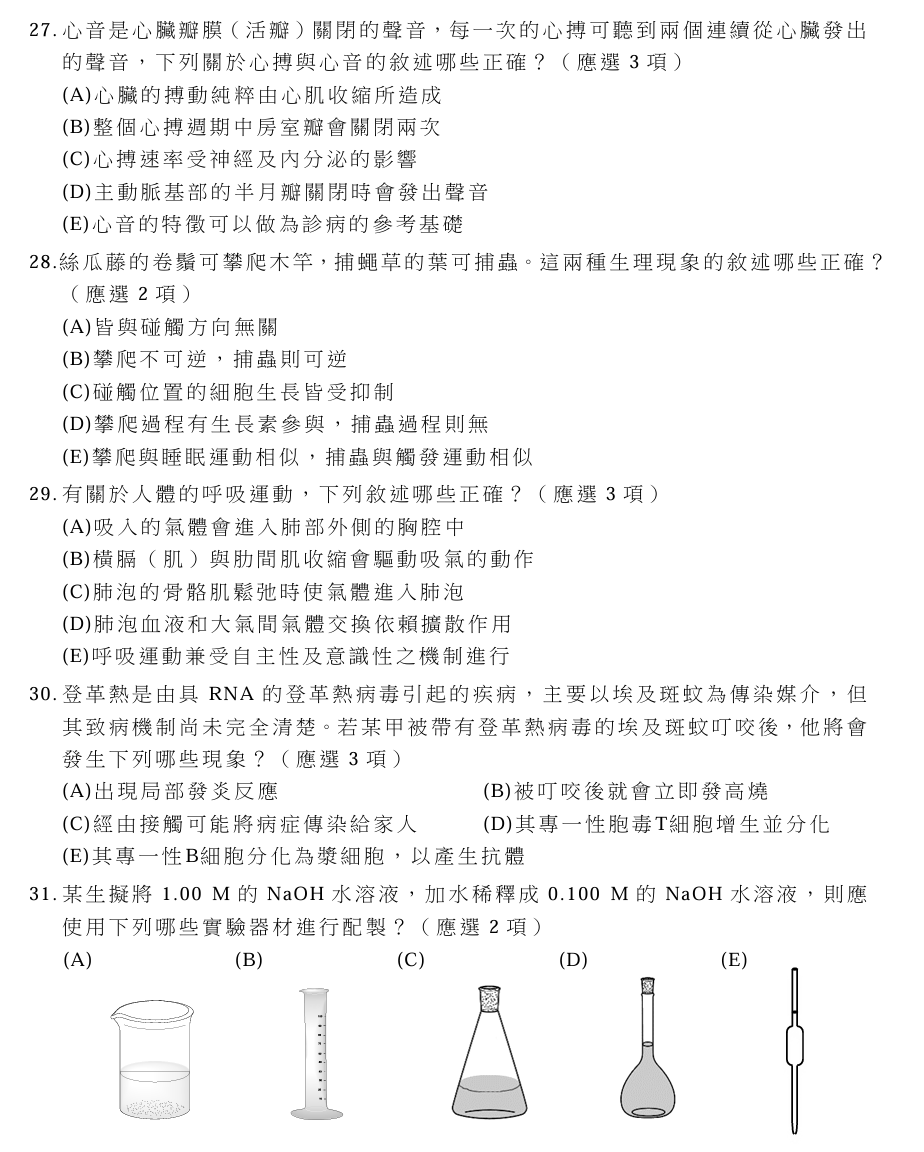 27. 心音是心臟瓣膜（活瓣）關閉的聲音，每一次的心搏可聽到兩個連續從心臟發出
的聲音，下列關於心搏與心音的敘述哪些正確？（應選 3 項）
(A)心臟的搏動純粹由心肌收縮所造成
(B)整個心搏週期中房室瓣會關閉兩次
(C)心搏速率受神經及內分泌的影響
(D)主動脈基部的半月瓣關閉時會發出聲音
(E)心音的特徵可以做為診病的參考基礎
28.絲瓜藤的卷鬚可攀爬木竿，捕蠅草的葉可捕蟲。這兩種生理現象的敘述哪些正確？
（應選 2 項）
(A)皆與碰觸方向無關
(B)攀爬不可逆，捕蟲則可逆
(C)碰觸位置的細胞生長皆受抑制
(D)攀爬過程有生長素參與，捕蟲過程則無
(E)攀爬與睡眠運動相似，捕蟲與觸發運動相似
29. 有關於人體的呼吸運動，下列敘述哪些正確？（應選 3 項）
(A)吸入的氣體會進入肺部外側的胸腔中
(B)橫膈（肌）與肋間肌收縮會驅動吸氣的動作
(C)肺泡的骨骼肌鬆弛時使氣體進入肺泡
(D)肺泡血液和大氣間氣體交換依賴擴散作用
(E)呼吸運動兼受自主性及意識性之機制進行
30. 登革熱是由具 RNA 的登革熱病毒引起的疾病，主要以埃及斑蚊為傳染媒介，但
其致病機制尚未完全清楚。若某甲被帶有登革熱病毒的埃及斑蚊叮咬後，他將會
發生下列哪些現象？（應選 3 項）
(A)出現局部發炎反應 (B)被叮咬後就會立即發高燒
(C)經由接觸可能將病症傳染給家人 (D)其專一性胞毒T細胞增生並分化
(E)其專一性B細胞分化為漿細胞，以產生抗體
31. 某生擬將 1.00 M 的 NaOH 水溶液，加水稀釋成 0.100 M 的 NaOH 水溶液，則應
使用下列哪些實驗器材進行配製？（應選 2 項）
(A) (B) (C) (D) (E)